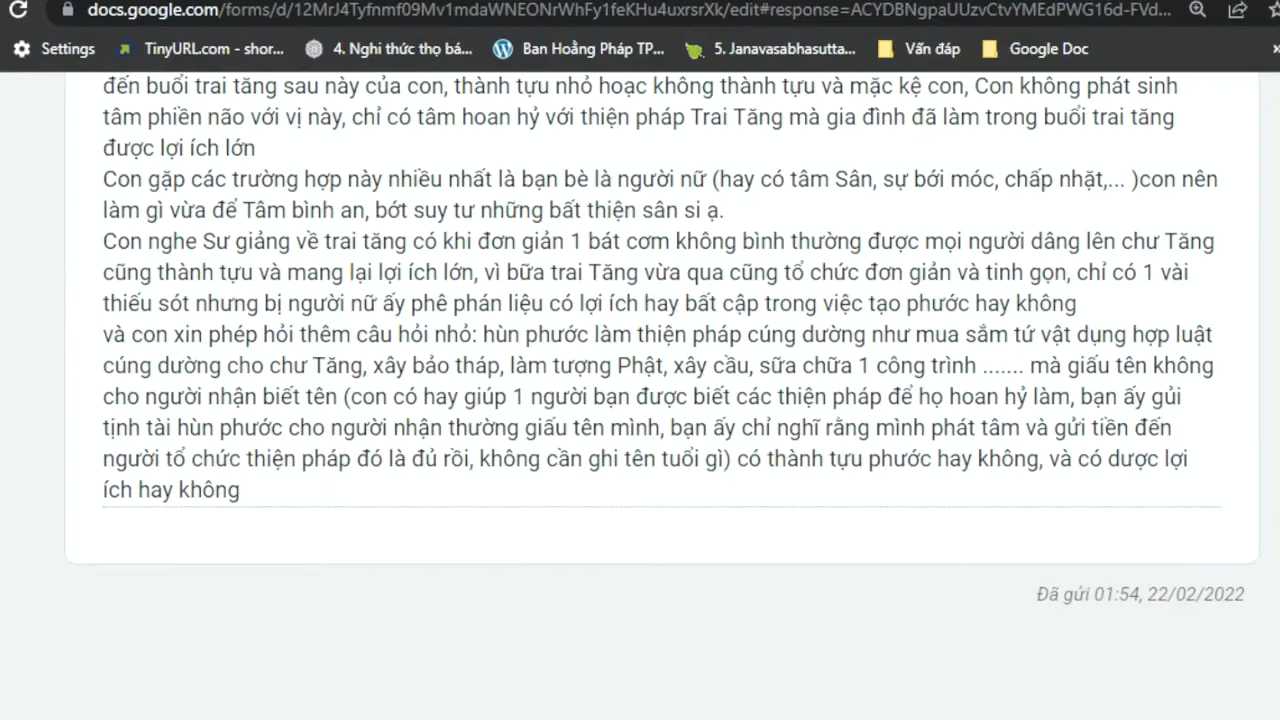 docs.google.com/forms/d/12MrJ4Tyfnmf09Mv1mdaWNEONrWhFy1feKHu4uxrsrXk/edit#response=ACYDBNgpaUUzvCtvYMEdPWG16d-FVd...
Settings TinyURL.com - shor... 4. Nghi thức thọ bá... Ban Hoằng Pháp TP... 5. Janavasabhasutta... Vấn đáp Google Doc
đến buổi trai tăng sau này của con, thành tựu nhỏ hoạc không thành tựu và mặc kệ con, Con không phát sinh
tâm phiền não với vị này, chỉ có tâm hoan hỷ với thiện pháp Trai Tăng mà gia đình đã làm trong buổi trai tăng
được lợi ích lớn
Con gặp các trường hợp này nhiều nhất là bạn bè là người nữ (hay có tâm Sân, sự bới móc, chấp nhặt,... )con nên
làm gì vừa để Tâm bình an, bớt suy tư những bất thiện sân si ạ.
Con nghe Sư giảng về trai tăng có khi đơn giản 1 bát cơm không bình thường được mọi người dâng lên chư Tăng
cũng thành tựu và mang lại lợi ích lớn, vì bữa trai Tăng vừa qua cũng tổ chức đơn giản và tinh gọn, chỉ có 1 vài
thiếu sót nhưng bị người nữ ấy phê phán liệu có lợi ích hay bất cập trong việc tạo phước hay không
và con xin phép hỏi thêm câu hỏi nhỏ: hùn phước làm thiện pháp cúng dường như mua sắm tứ vật dụng hợp luật
cúng dường cho chư Tăng, xây bảo tháp, làm tượng Phật, xây cầu, sữa chữa 1 công trình ....... mà giấu tên không
cho người nhận biết tên (con có hay giúp 1 người bạn được biết các thiện pháp để họ hoan hỷ làm, bạn ấy gủi
tịnh tài hùn phước cho người nhận thường giấu tên mình, bạn ấy chỉ nghĩ rằng mình phát tâm và gửi tiền đến
người tổ chức thiện pháp đó là đủ rồi, không cần ghi tên tuổi gì) có thành tựu phước hay không, và có dược lợi
ích hay không
Đã gửi 01:54, 22/02/2022